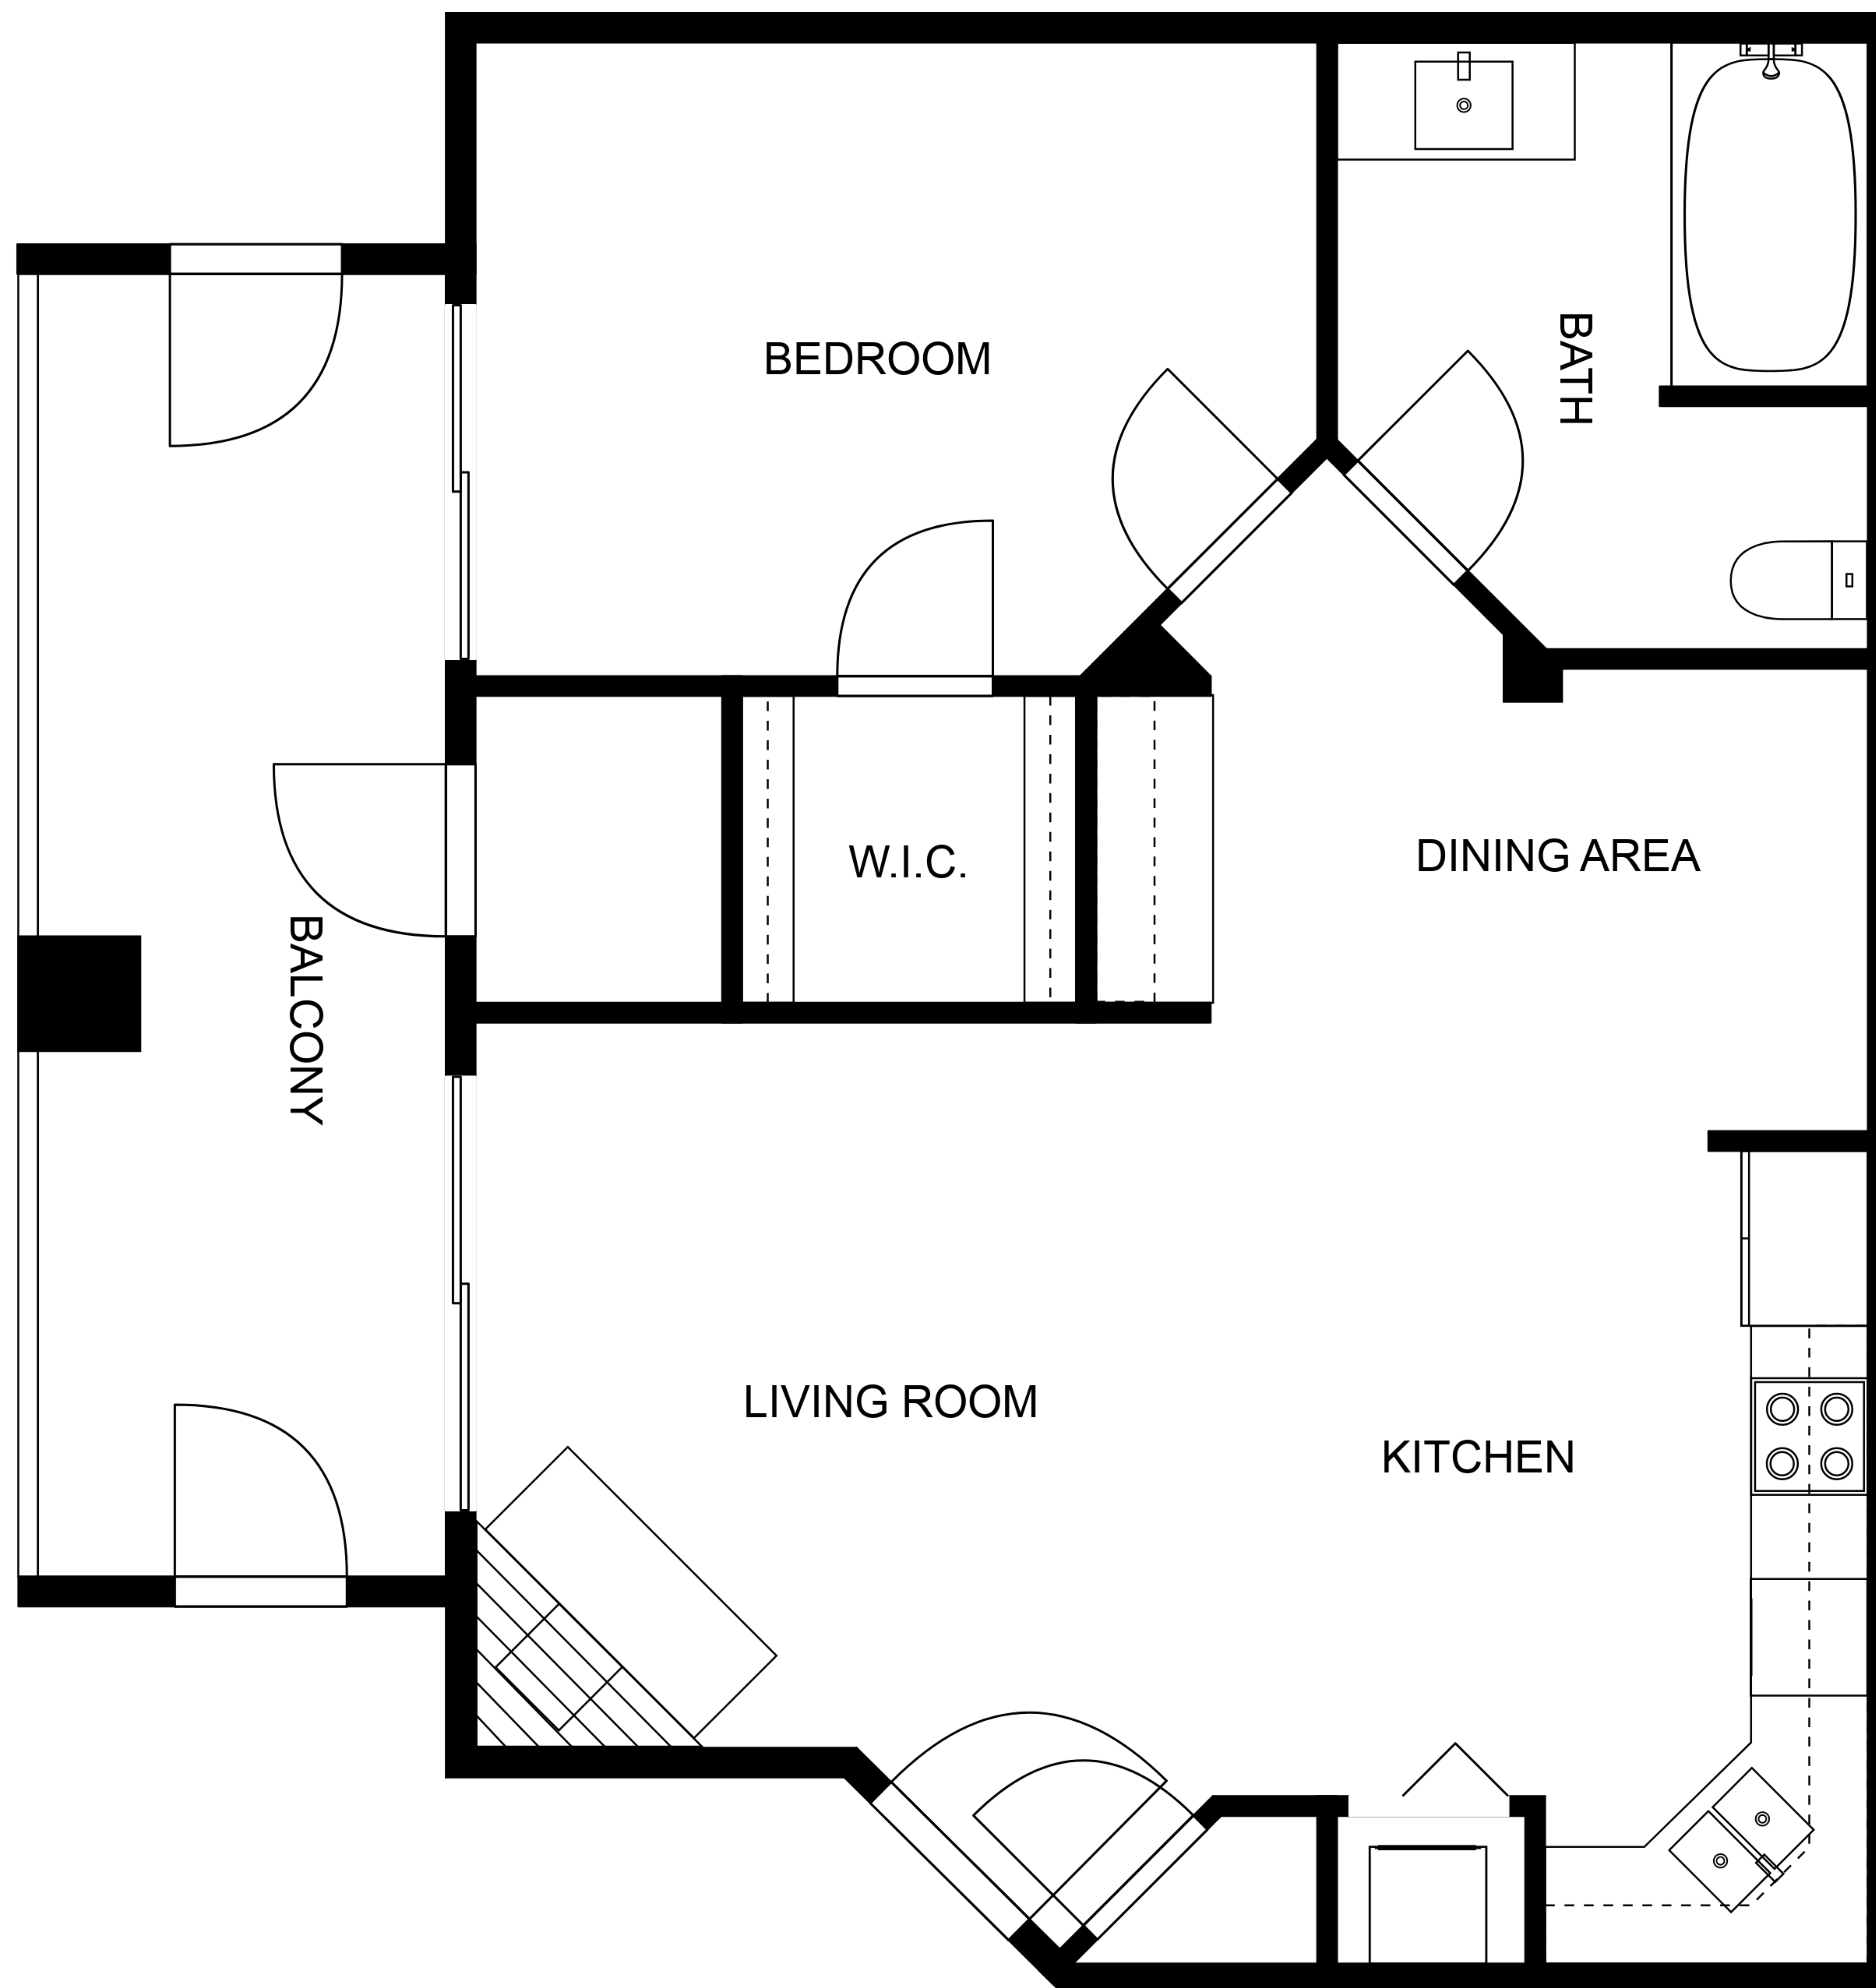 BEDROOM
BATH
W.I.C.
DINING AREA
BALCONY
LIVING ROOM
KITCHEN